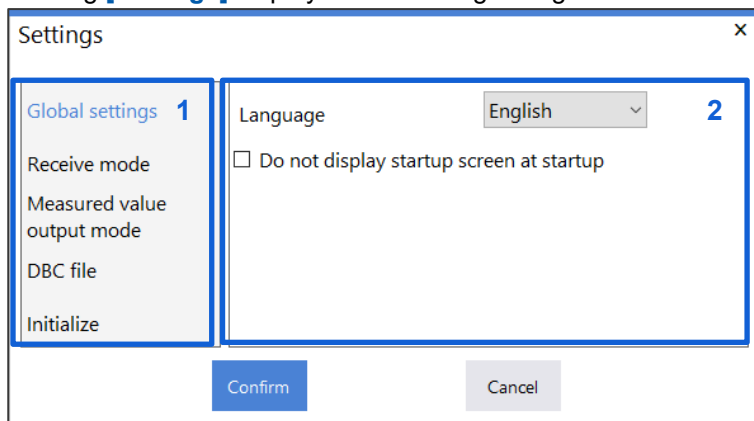 Settings
×
Global settings 1
Receive mode
Measured value
output mode
DBC file
Initialize
Language English 2
Do not display startup screen at startup
Confirm Cancel